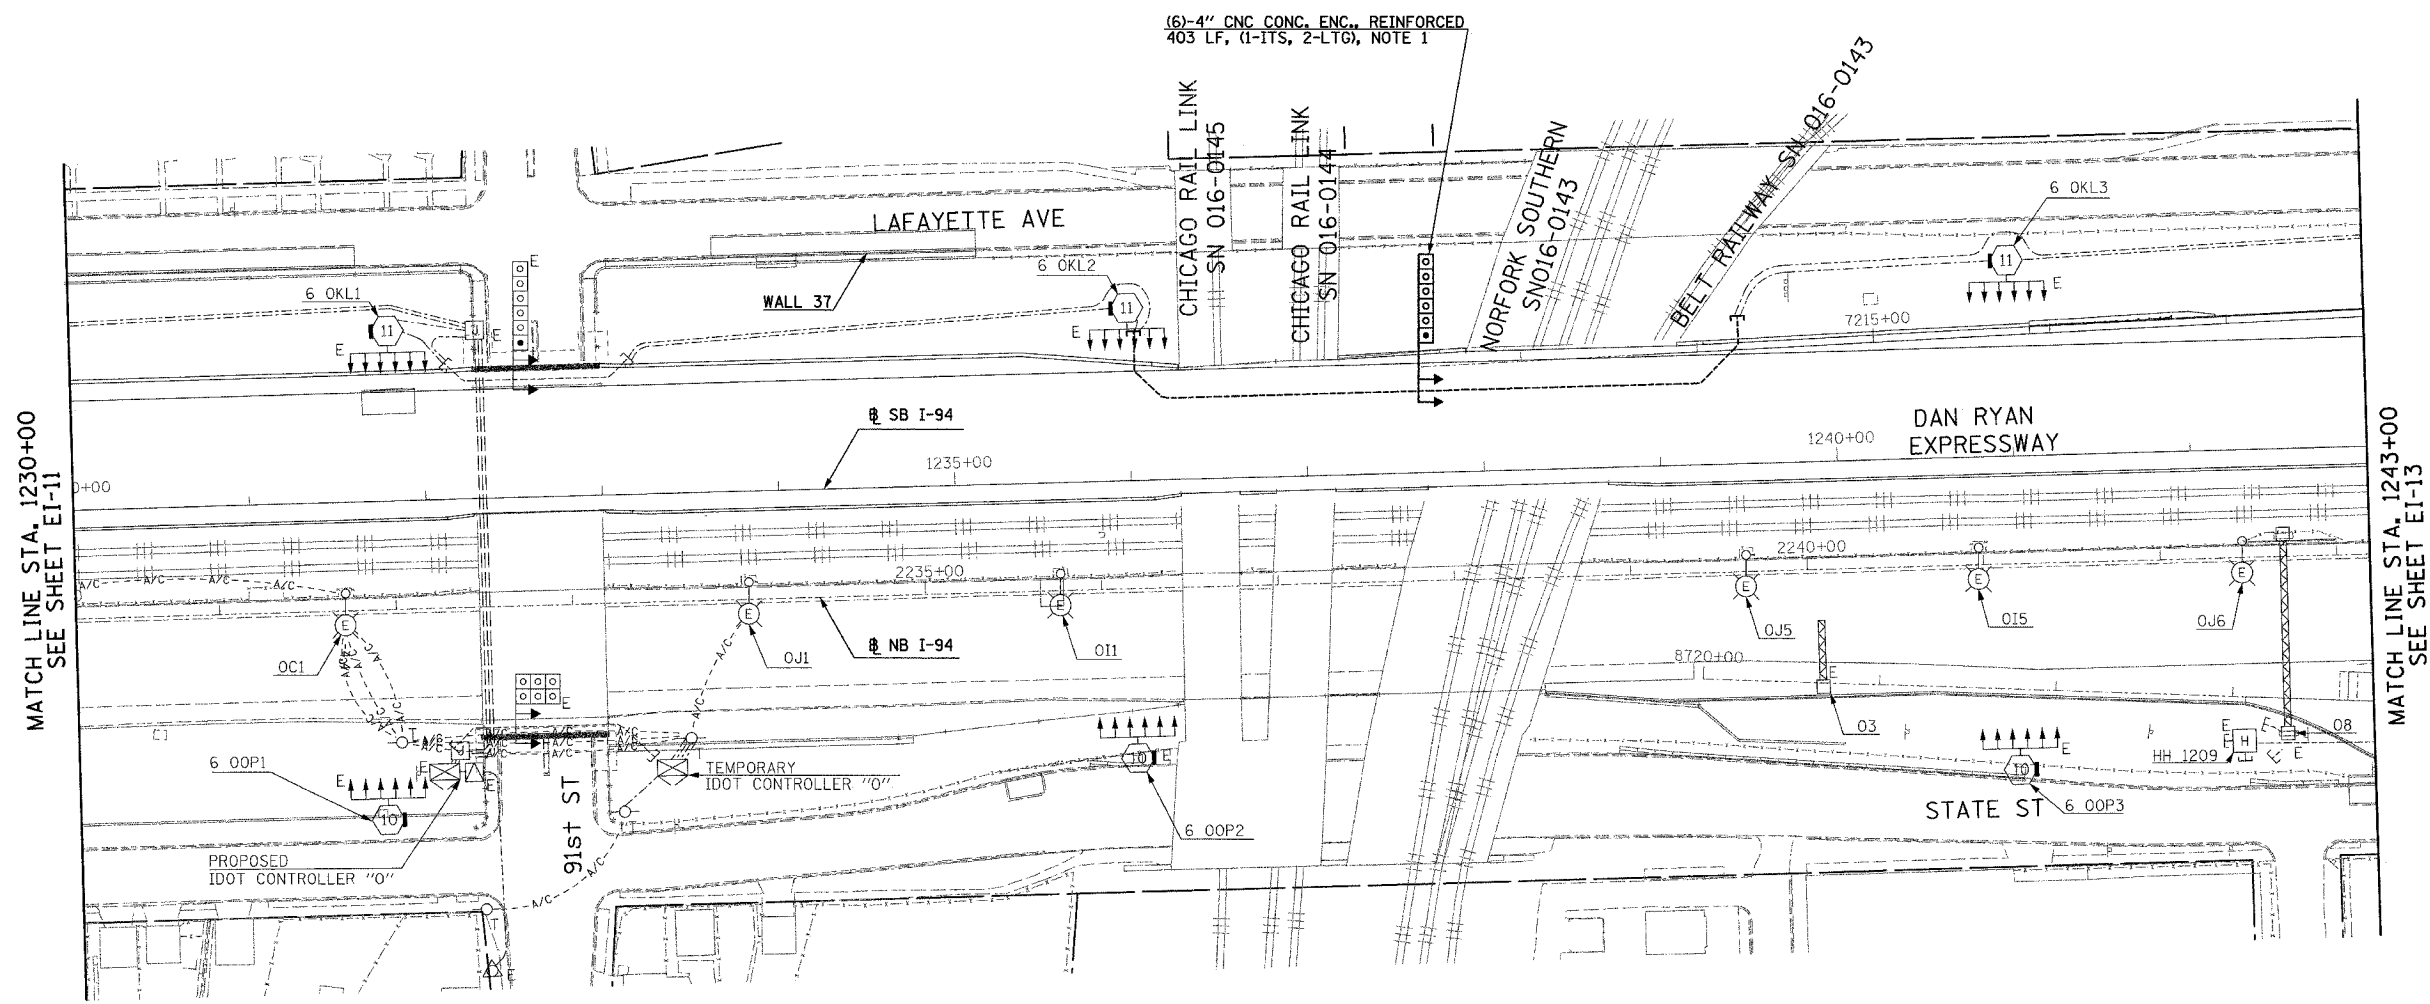 (6)-4" CNC CONC. ENC., REINFORCED
403 LF, (1-ITS, 2-LTG), NOTE 1
CHICAGO RAIL LINK
SN 016-0145
CHICAGO RAIL LINK
SN 016-0144
NORFORK SOUTHERN
SN016-0143
BELT RAILWAY SN 016-0143
LAFAYETTE AVE
6 OKL1
11
E
E
E
WALL 37
6 OKL2
11
E
6 OKL3
11
E
7215+00
MATCH LINE STA. 1230+00
SEE SHEET EI-11
SB I-94
DAN RYAN
EXPRESSWAY
1235+00
1240+00
0+00
MATCH LINE STA. 1243+00
SEE SHEET EI-13
A/C
A/C
A/C
A/C
2235+00
2240+00
E
OC1
A/C
A/C
A/C
A/C
E
OJ1
A/C
NB I-94
E
OI1
E
OJ5
E
OI5
E
OJ6
8720+00
E
O3
E
O8
E
H
HH 1209
E
E
T
A/C
A/C
A/C
A/C
A/C
6 OOP1
10
E
E
E
TEMPORARY
IDOT CONTROLLER "O"
PROPOSED
IDOT CONTROLLER "O"
91st ST
T
A/C
A/C
T
E
10
E
6 OOP2
10
E
6 OOP3
STATE ST